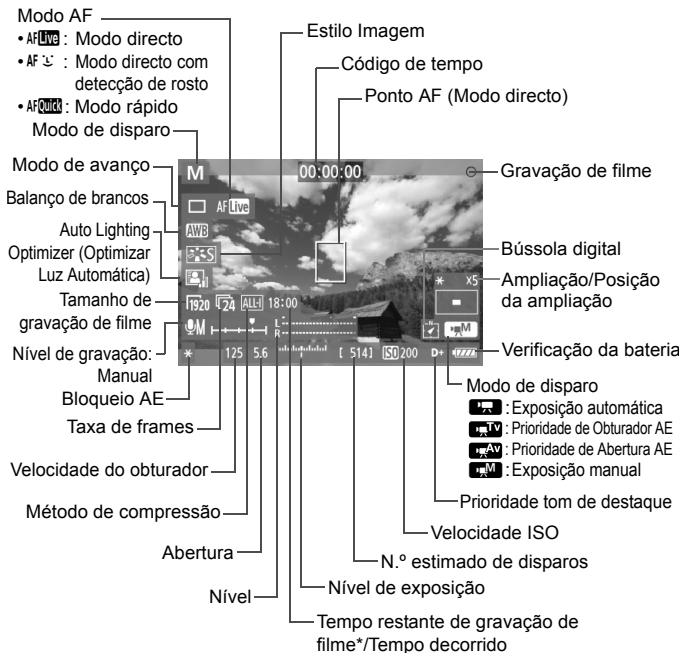 Modo AF
• AF Live : Modo directo
• AF : Modo directo com
detecção de rosto
• AF Quick : Modo rápido
Modo de disparo
Modo de avanço
Balanço de brancos
Auto Lighting
Optimizer (Optimizar
Luz Automática)
Tamanho de
gravação de filme
Nível de gravação:
Manual
Bloqueio AE
Taxa de frames
Velocidade do obturador
Método de compressão
Abertura
Nível
Estilo Imagem
Código de tempo
Ponto AF (Modo directo)
Gravação de filme
Bússola digital
Ampliação/Posição
da ampliação
Verificação da bateria
Modo de disparo
: Exposição automática
Tv : Prioridade de Obturador AE
Av : Prioridade de Abertura AE
M : Exposição manual
Prioridade tom de destaque
Velocidade ISO
N.º estimado de disparos
Nível de exposição
Tempo restante de gravação de
filme*/Tempo decorrido
M 00:00:00
AF Live
AWB
S
* x5
1920 24 ALL-I 18:00
M L
R
N M
* 125 5.6 [ 514] ISO 200 D+